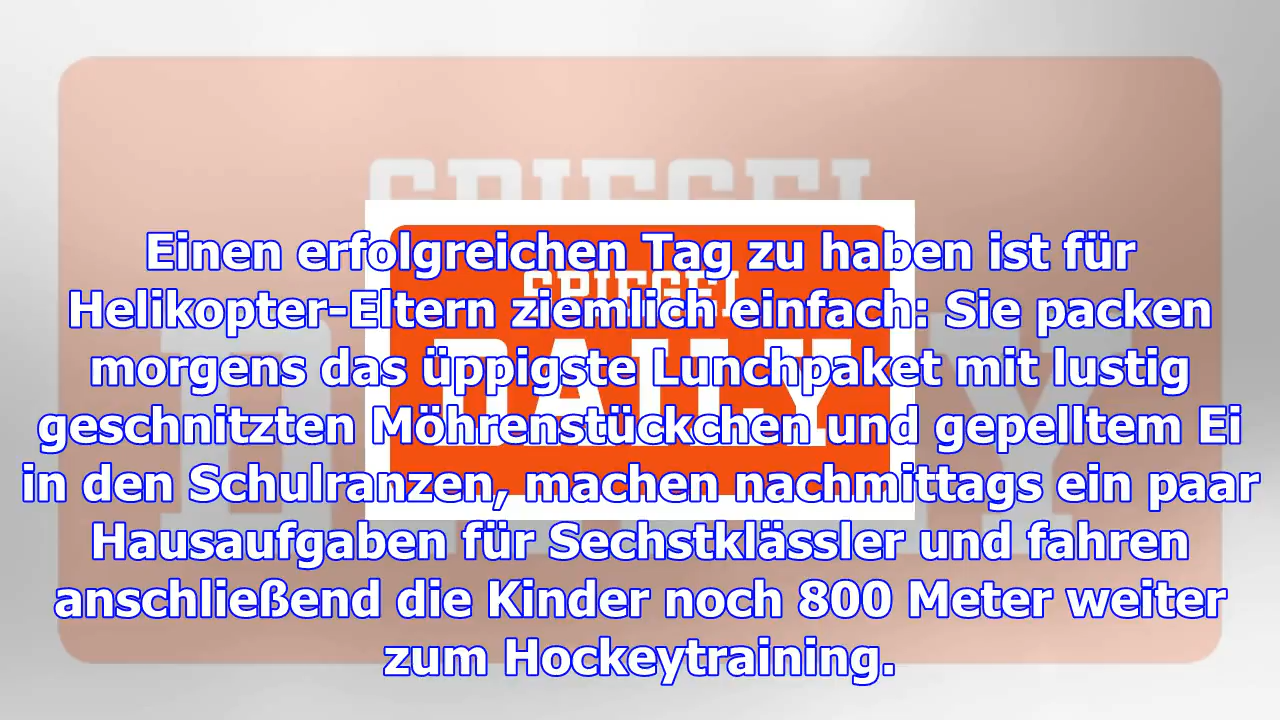 SPIEGEL
DAILY
Einen erfolgreichen Tag zu haben ist für
Helikopter-Eltern ziemlich einfach: Sie packen
morgens das üppigste Lunchpaket mit lustig
geschnitzten Möhrenstückchen und gepelltem Ei
in den Schulranzen, machen nachmittags ein paar
Hausaufgaben für Sechstklässler und fahren
anschließend die Kinder noch 800 Meter weiter
zum Hockeytraining.